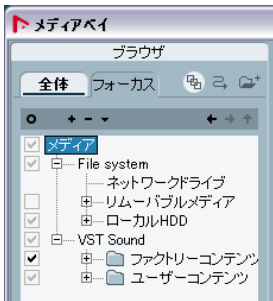 メディアベイ
ブラウザ
全体 フォーカス
メディア
File system
ネットワークドライブ
リムーバブルメディア
ローカルHDD
VST Sound
ファクトリーコンテンツ
ユーザーコンテンツ